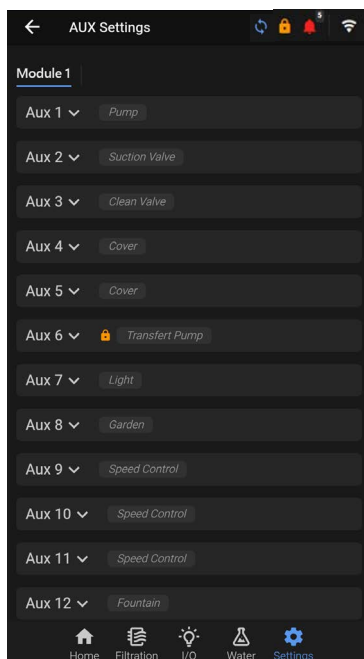 AUX Settings
5
Module 1
Aux 1 Pump
Aux 2 Suction Valve
Aux 3 Clean Valve
Aux 4 Cover
Aux 5 Cover
Aux 6 Transfert Pump
Aux 7 Light
Aux 8 Garden
Aux 9 Speed Control
Aux 10 Speed Control
Aux 11 Speed Control
Aux 12 Fountain
Home Filtration I/O Water Settings